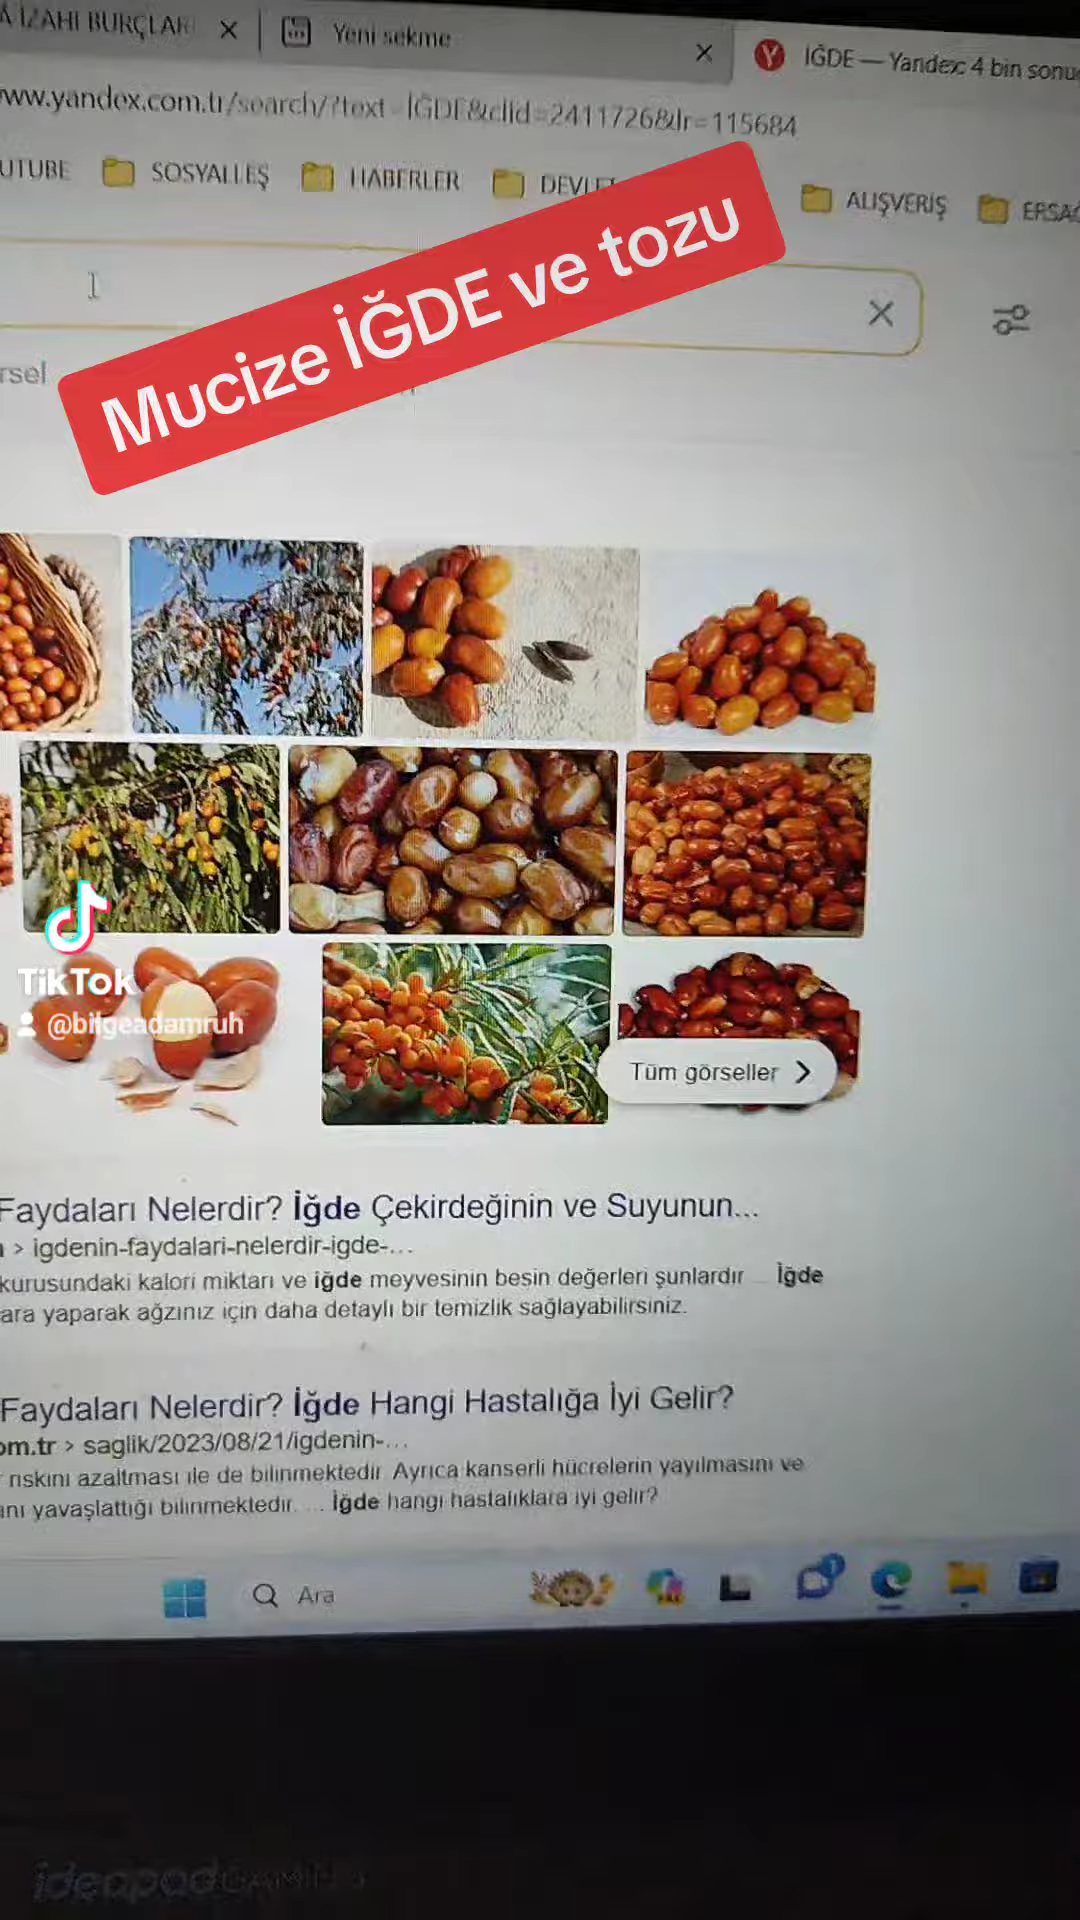 A İZAHI BURÇLAR
Yeni sekme
İĞDE — Yandex: 4 bin sonu
www.yandex.com.tr/search/?text=İĞDE&clid=2411726&lr=115684
UTUBE
SOSYALLEŞ
HABERLER
DEVLET
ALIŞVERİŞ
ERSAĞ
Mucize İĞDE ve tozu
rsel
TikTok
@bilgeadamruh
Tüm görseller
Faydaları Nelerdir? İğde Çekirdeğinin ve Suyunun...
> igdenin-faydalari-nelerdir-igde-...
kurusundaki kalori miktarı ve iğde meyvesinin besin değerleri şunlardır ... İğde
ara yaparak ağzınız için daha detaylı bir temizlik sağlayabilirsiniz.
Faydaları Nelerdir? İğde Hangi Hastalığa İyi Gelir?
om.tr > saglik/2023/08/21/igdenin-...
riskini azaltması ile de bilinmektedir. Ayrıca kanserli hücrelerin yayılmasını ve
ını yavaşlattığı bilinmektedir. ... İğde hangi hastalıklara iyi gelir?
Ara
ideapad